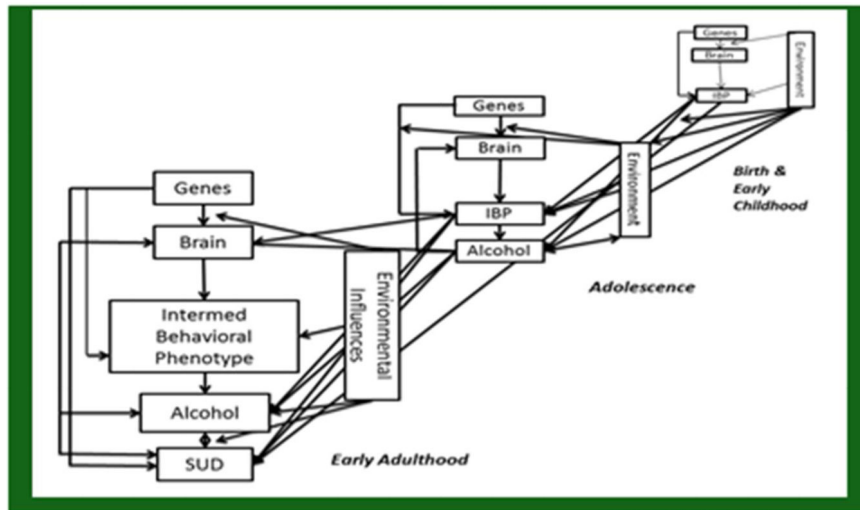 Genes
Brain
IBP
Environment
Birth &
Early
Childhood
Genes
Brain
IBP
Alcohol
Environment
Adolescence
Genes
Brain
Intermed
Behavioral
Phenotype
Alcohol
SUD
Environmental
Influences
Early Adulthood